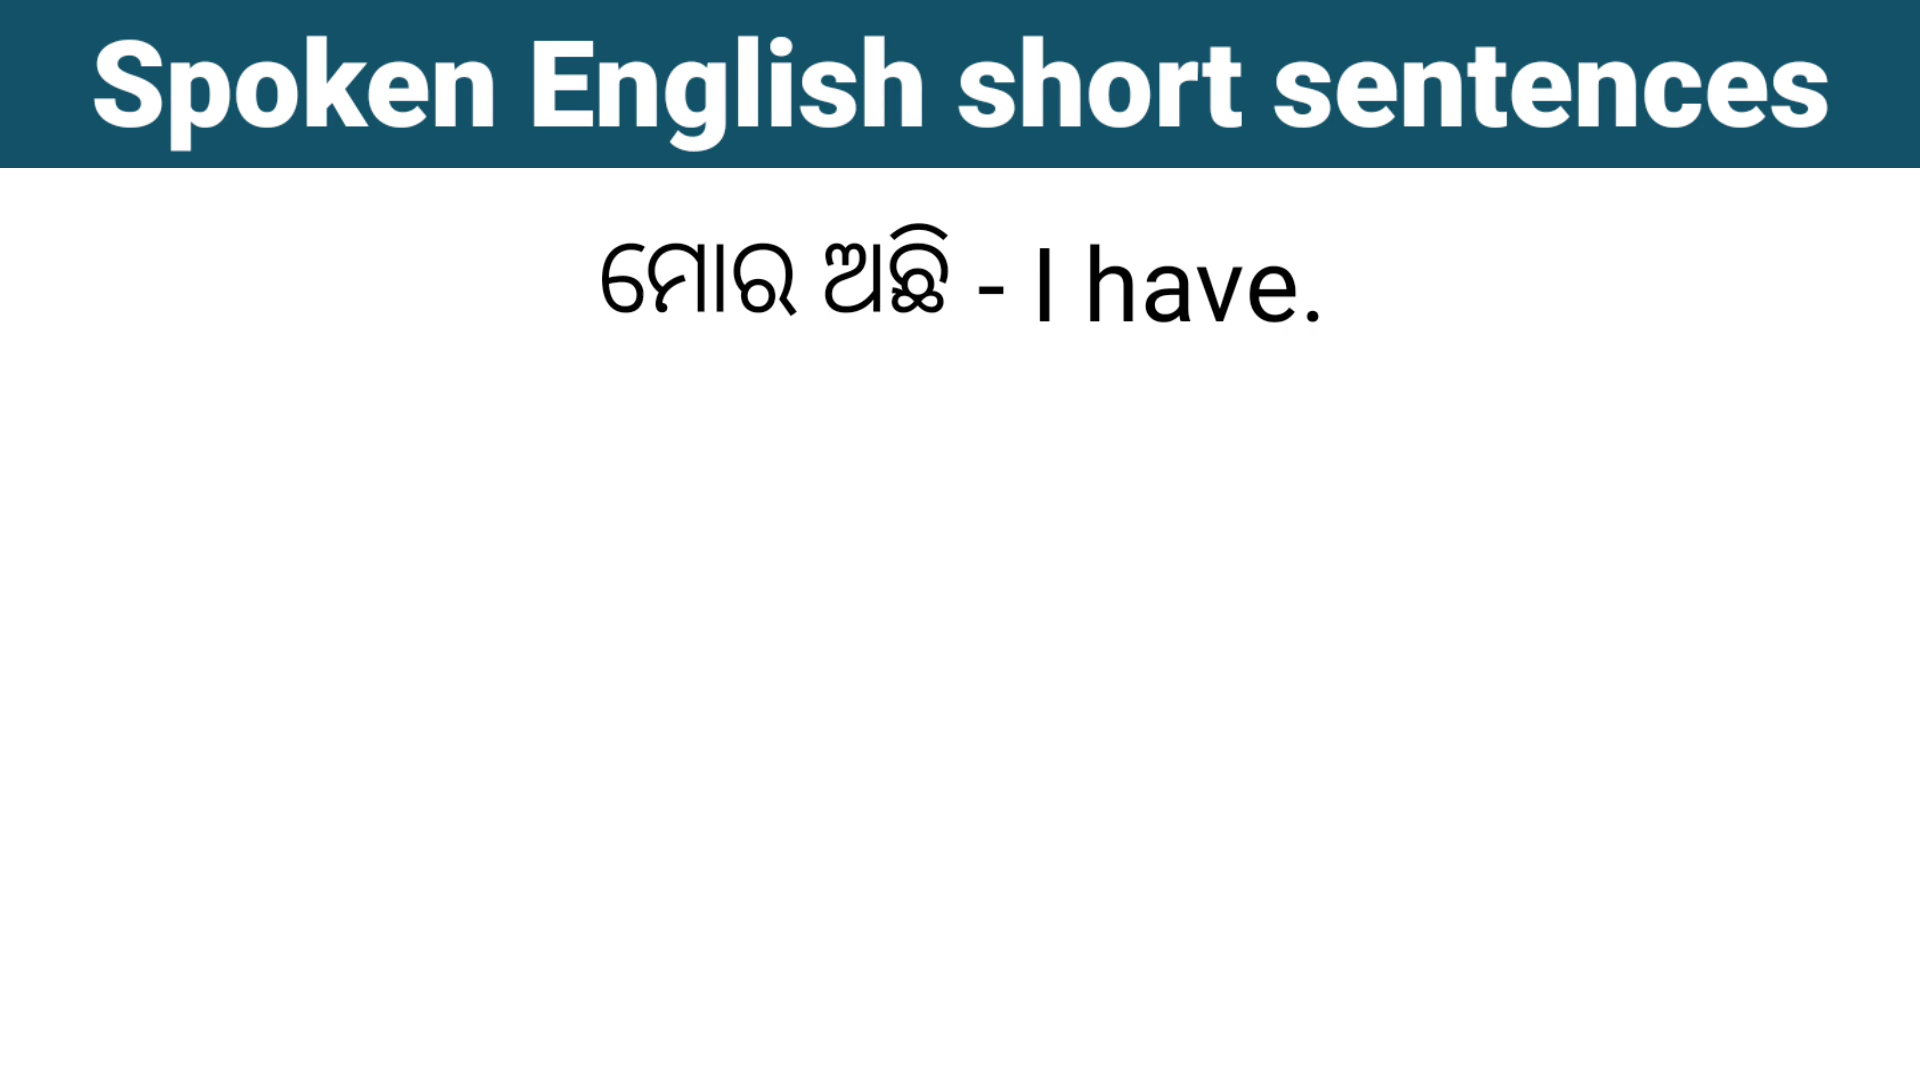 Spoken English short sentences
ମୋର ଅଛି - I have.